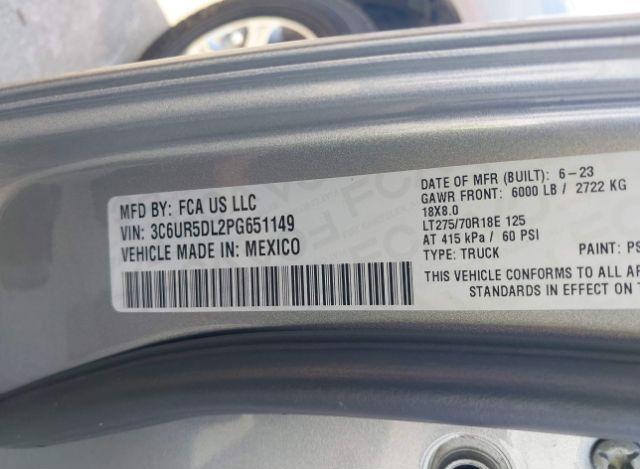 MFD BY: FCA US LLC
VIN: 3C6UR5DL2PG651149
VEHICLE MADE IN: MEXICO
DATE OF MFR (BUILT): 6-23
GAWR FRONT: 6000 LB / 2722 KG
18X8.0
LT275/70R18E 125
AT 415 kPa / 60 PSI
TYPE: TRUCK PAINT: PS
THIS VEHICLE CONFORMS TO ALL AP
STANDARDS IN EFFECT ON T